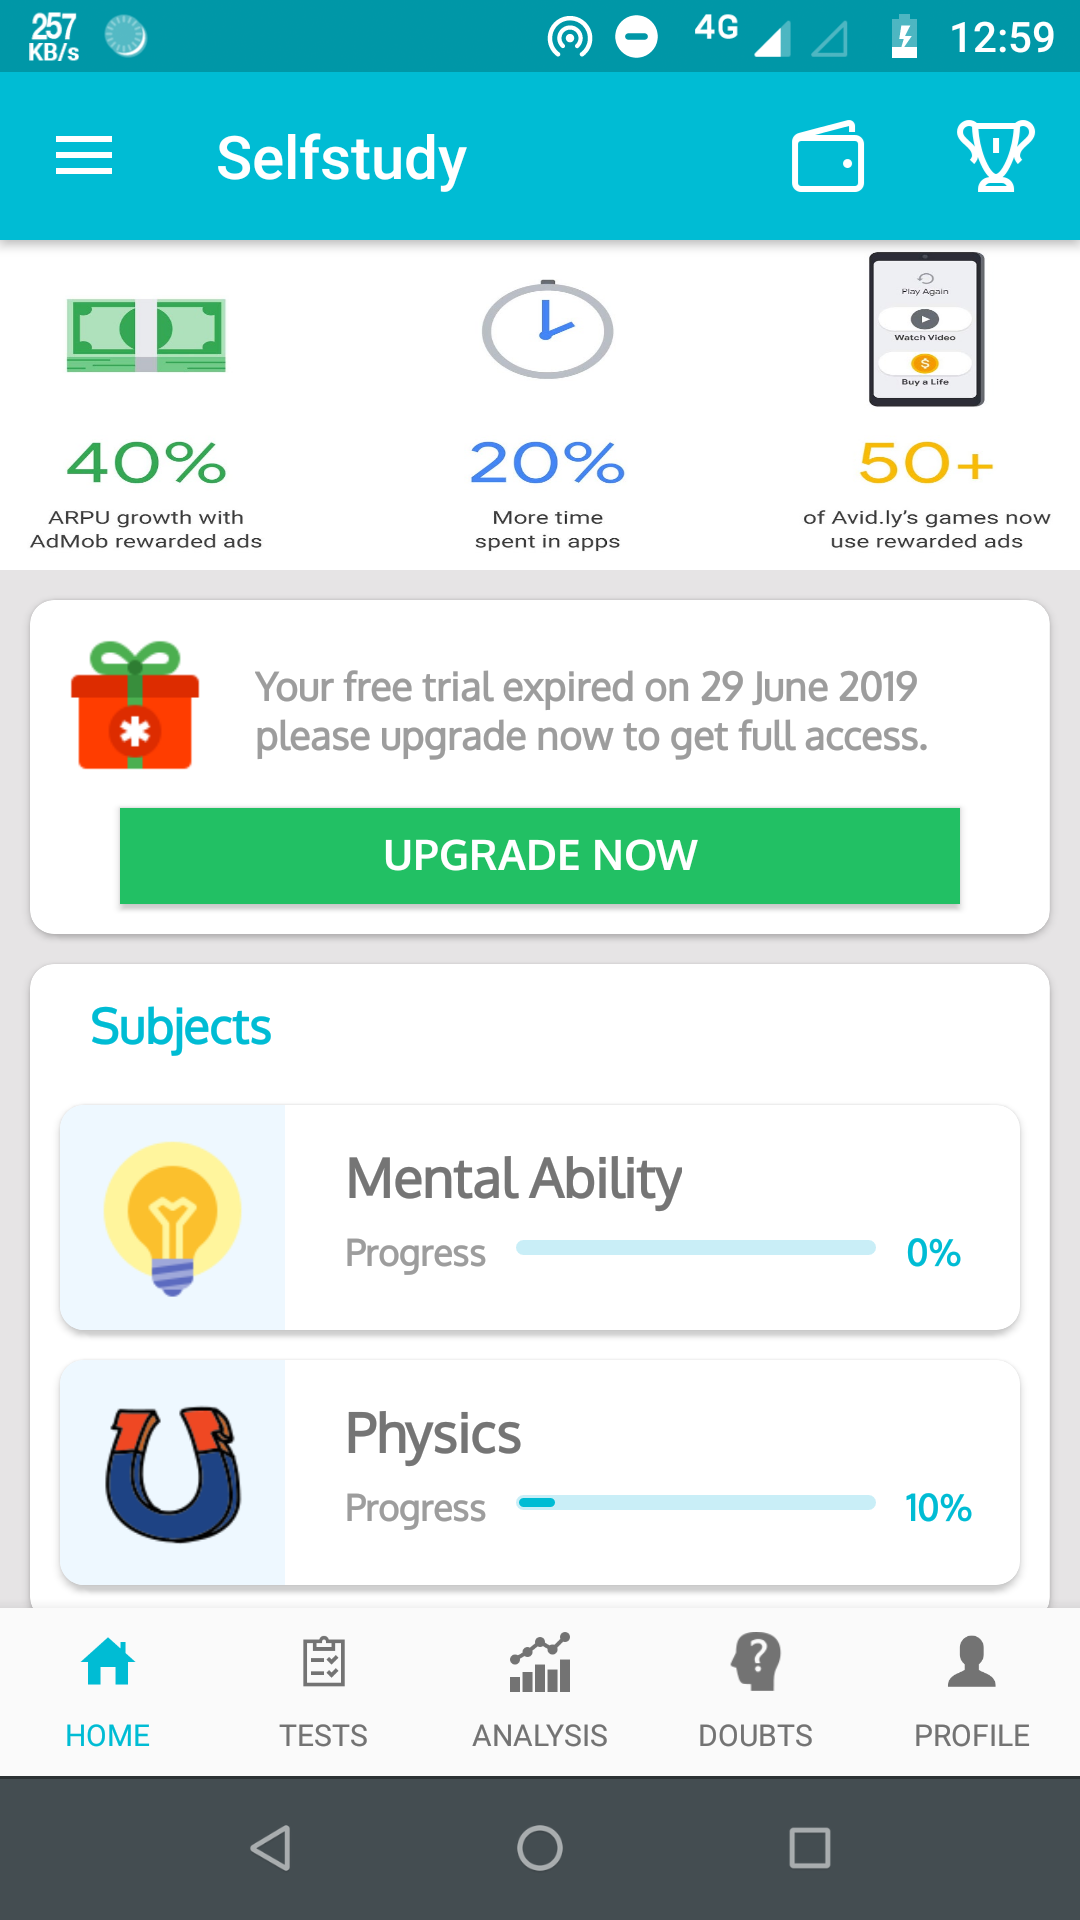 257
KB/s
4G
12:59
Selfstudy
Play Again
Watch Video
$
Buy a Life
40%
20%
50+
ARPU growth with
AdMob rewarded ads
More time
spent in apps
of Avid.ly’s games now
use rewarded ads
Your free trial expired on 29 June 2019
please upgrade now to get full access.
UPGRADE NOW
Subjects
Mental Ability
Progress 0%
Physics
Progress 10%
?
HOME TESTS ANALYSIS DOUBTS PROFILE